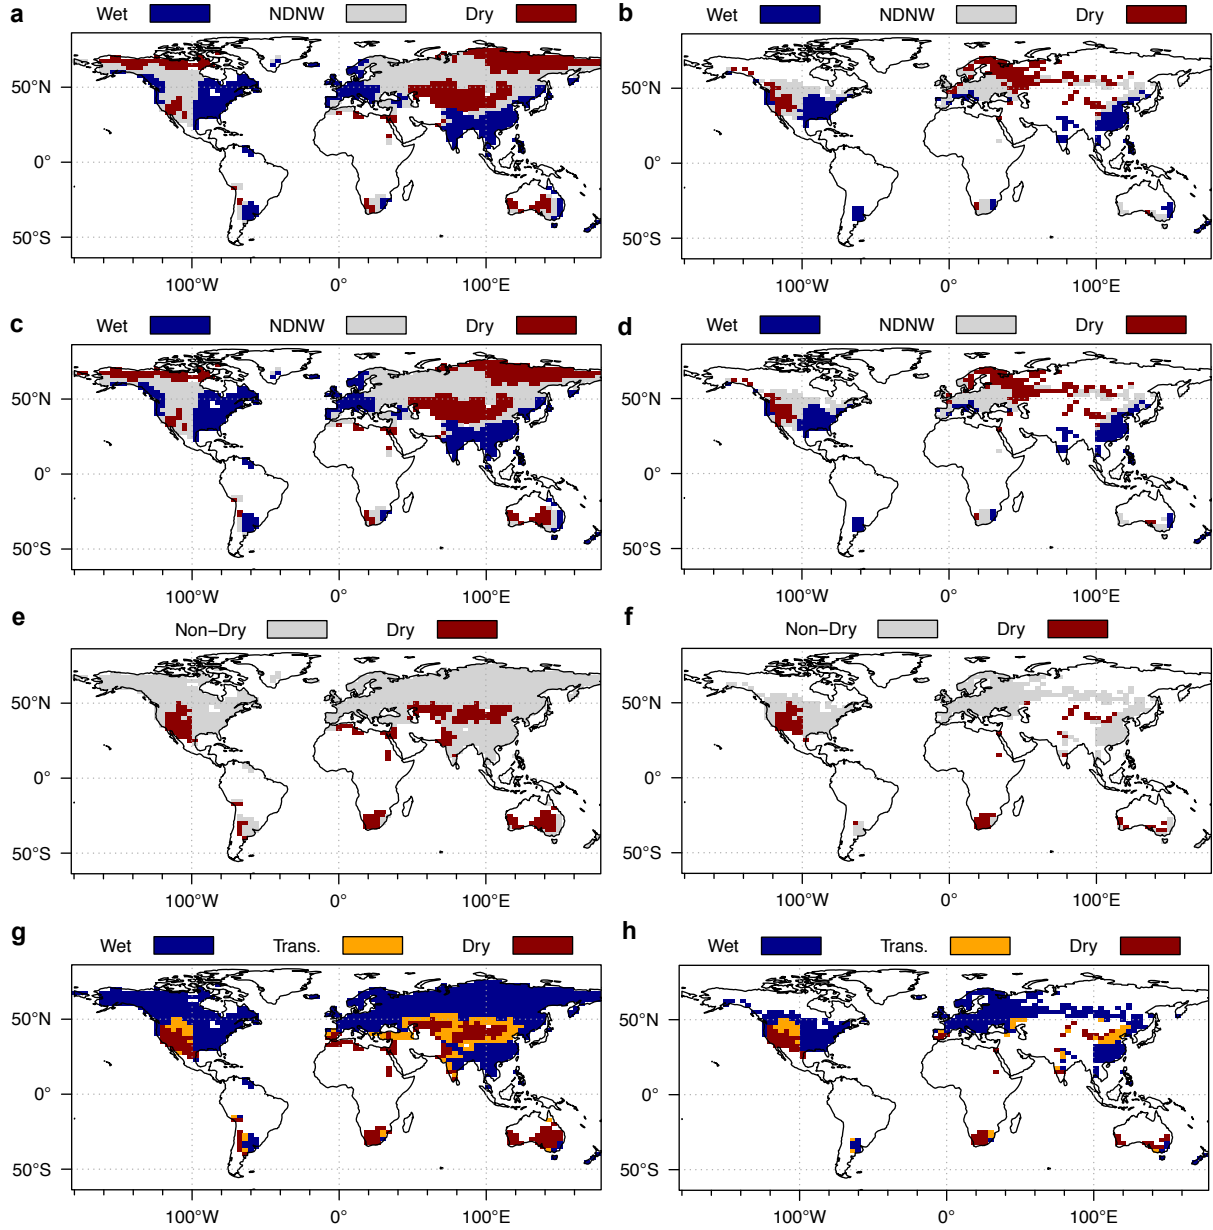 a Wet NDNW Dry
50°N
0°
50°S
100°W 0° 100°E
b Wet NDNW Dry
50°N
0°
50°S
100°W 0° 100°E
c Wet NDNW Dry
50°N
0°
50°S
100°W 0° 100°E
d Wet NDNW Dry
50°N
0°
50°S
100°W 0° 100°E
e Non−Dry Dry
50°N
0°
50°S
100°W 0° 100°E
f Non−Dry Dry
50°N
0°
50°S
100°W 0° 100°E
g Wet Trans. Dry
50°N
0°
50°S
100°W 0° 100°E
h Wet Trans. Dry
50°N
0°
50°S
100°W 0° 100°E